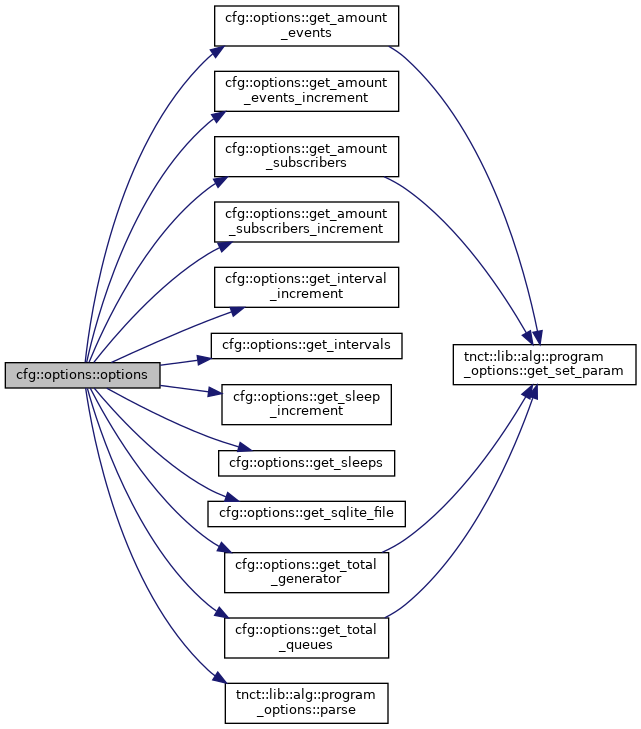 cfg::options::options
cfg::options::get_amount
_events
cfg::options::get_amount
_events_increment
cfg::options::get_amount
_subscribers
cfg::options::get_amount
_subscribers_increment
cfg::options::get_interval
_increment
cfg::options::get_intervals
cfg::options::get_sleep
_increment
cfg::options::get_sleeps
cfg::options::get_sqlite_file
cfg::options::get_total
_generator
cfg::options::get_total
_queues
tnct::lib::alg::program
_options::parse
tnct::lib::alg::program
_options::get_set_param